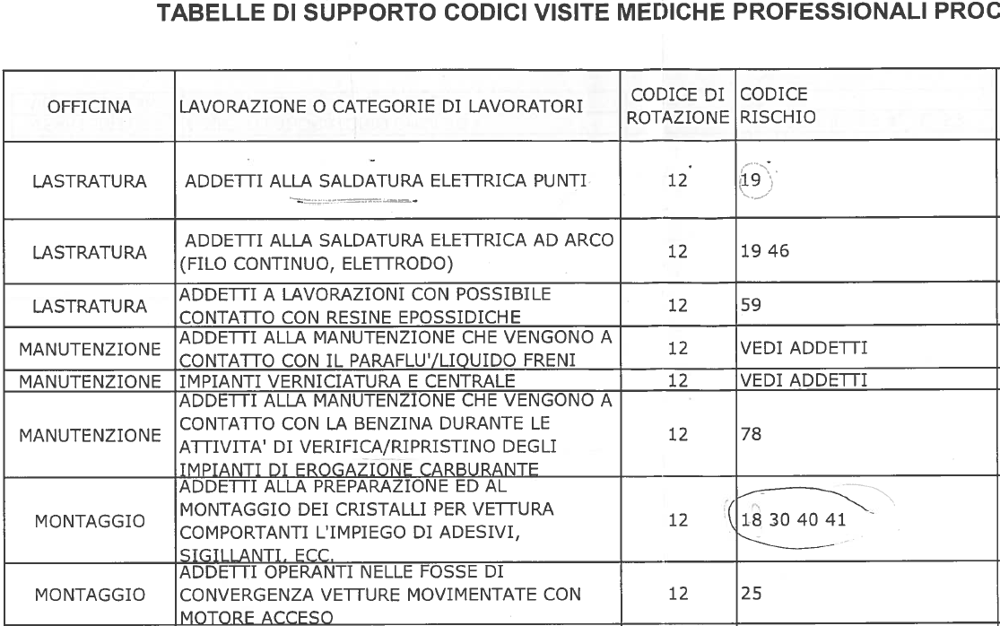 TABELLE DI SUPPORTO CODICI VISITE MEDICHE PROFESSIONALI PROC
OFFICINA
LAVORAZIONE O CATEGORIE DI LAVORATORI
CODICE DI
ROTAZIONE
CODICE
RISCHIO
LASTRATURA
ADDETTI ALLA SALDATURA ELETTRICA PUNTI
12
19
LASTRATURA
ADDETTI ALLA SALDATURA ELETTRICA AD ARCO
(FILO CONTINUO, ELETTRODO)
12
19 46
LASTRATURA
ADDETTI A LAVORAZIONI CON POSSIBILE
CONTATTO CON RESINE EPOSSIDICHE
12
59
MANUTENZIONE
ADDETTI ALLA MANUTENZIONE CHE VENGONO A
CONTATTO CON IL PARAFLU'/LIQUIDO FRENI
12
VEDI ADDETTI
MANUTENZIONE
IMPIANTI VERNICIATURA E CENTRALE
12
VEDI ADDETTI
MANUTENZIONE
ADDETTI ALLA MANUTENZIONE CHE VENGONO A
CONTATTO CON LA BENZINA DURANTE LE
ATTIVITA' DI VERIFICA/RIPRISTINO DEGLI
IMPIANTI DI EROGAZIONE CARBURANTE
12
78
MONTAGGIO
ADDETTI ALLA PREPARAZIONE ED AL
MONTAGGIO DEI CRISTALLI PER VETTURA
COMPORTANTI L'IMPIEGO DI ADESIVI,
SIGILLANTI, ECC.
12
18 30 40 41
MONTAGGIO
ADDETTI OPERANTI NELLE FOSSE DI
CONVERGENZA VETTURE MOVIMENTATE CON
MOTORE ACCESO
12
25